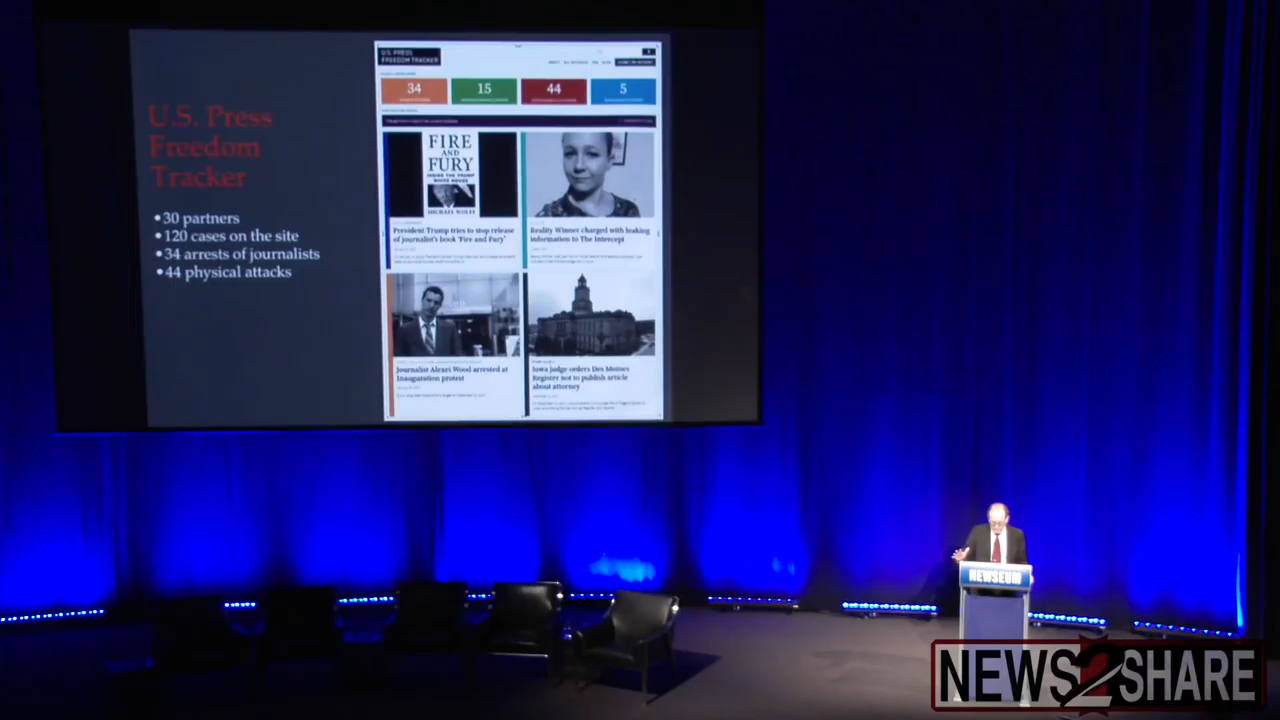 U.S. Press
Freedom
Tracker
•30 partners
•120 cases on the site
•34 arrests of journalists
•44 physical attacks
U.S. PRESS
FREEDOM TRACKER
34
15
44
5
FIRE
AND
FURY
INSIDE THE TRUMP
WHITE HOUSE
MICHAEL WOLFF
President Trump tries to stop release
of journalist's book 'Fire and Fury'
Reality Winner charged with leaking
information to The Intercept
Journalist Alexei Wood arrested at
Inauguration protest
Iowa judge orders Des Moines
Register not to publish article
about attorney
NEWSEUM
NEWS2SHARE